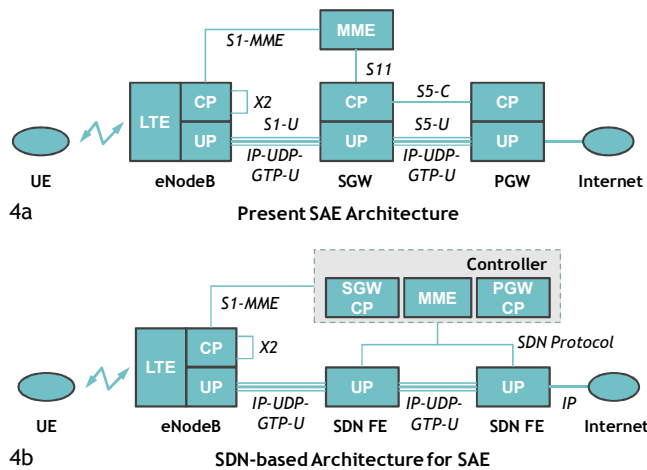 S1-MME
MME
S11
LTE
CP
X2
CP
S5-C
CP
UP
S1-U
UP
S5-U
UP
IP-UDP-
GTP-U
IP-UDP-
GTP-U
UE
eNodeB
SGW
PGW
Internet
4a
Present SAE Architecture
Controller
S1-MME
SGW
CP
MME
PGW
CP
SDN Protocol
LTE
CP
X2
UP
UP
UP
IP-UDP-
GTP-U
IP-UDP-
GTP-U
IP
UE
eNodeB
SDN FE
SDN FE
Internet
4b
SDN-based Architecture for SAE